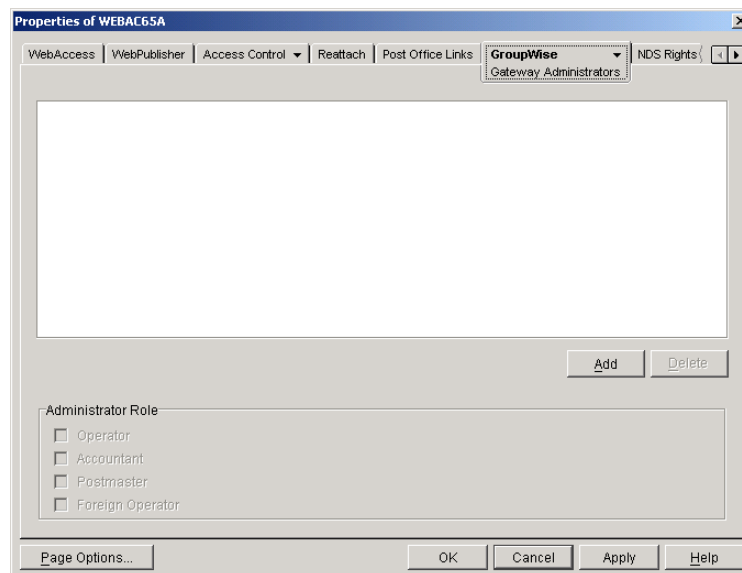 Properties of WEBAC65A
WebAccess WebPublisher Access Control Reattach Post Office Links GroupWise NDS Rights
Gateway Administrators
Add Delete
Administrator Role
Operator
Accountant
Postmaster
Foreign Operator
Page Options... OK Cancel Apply Help